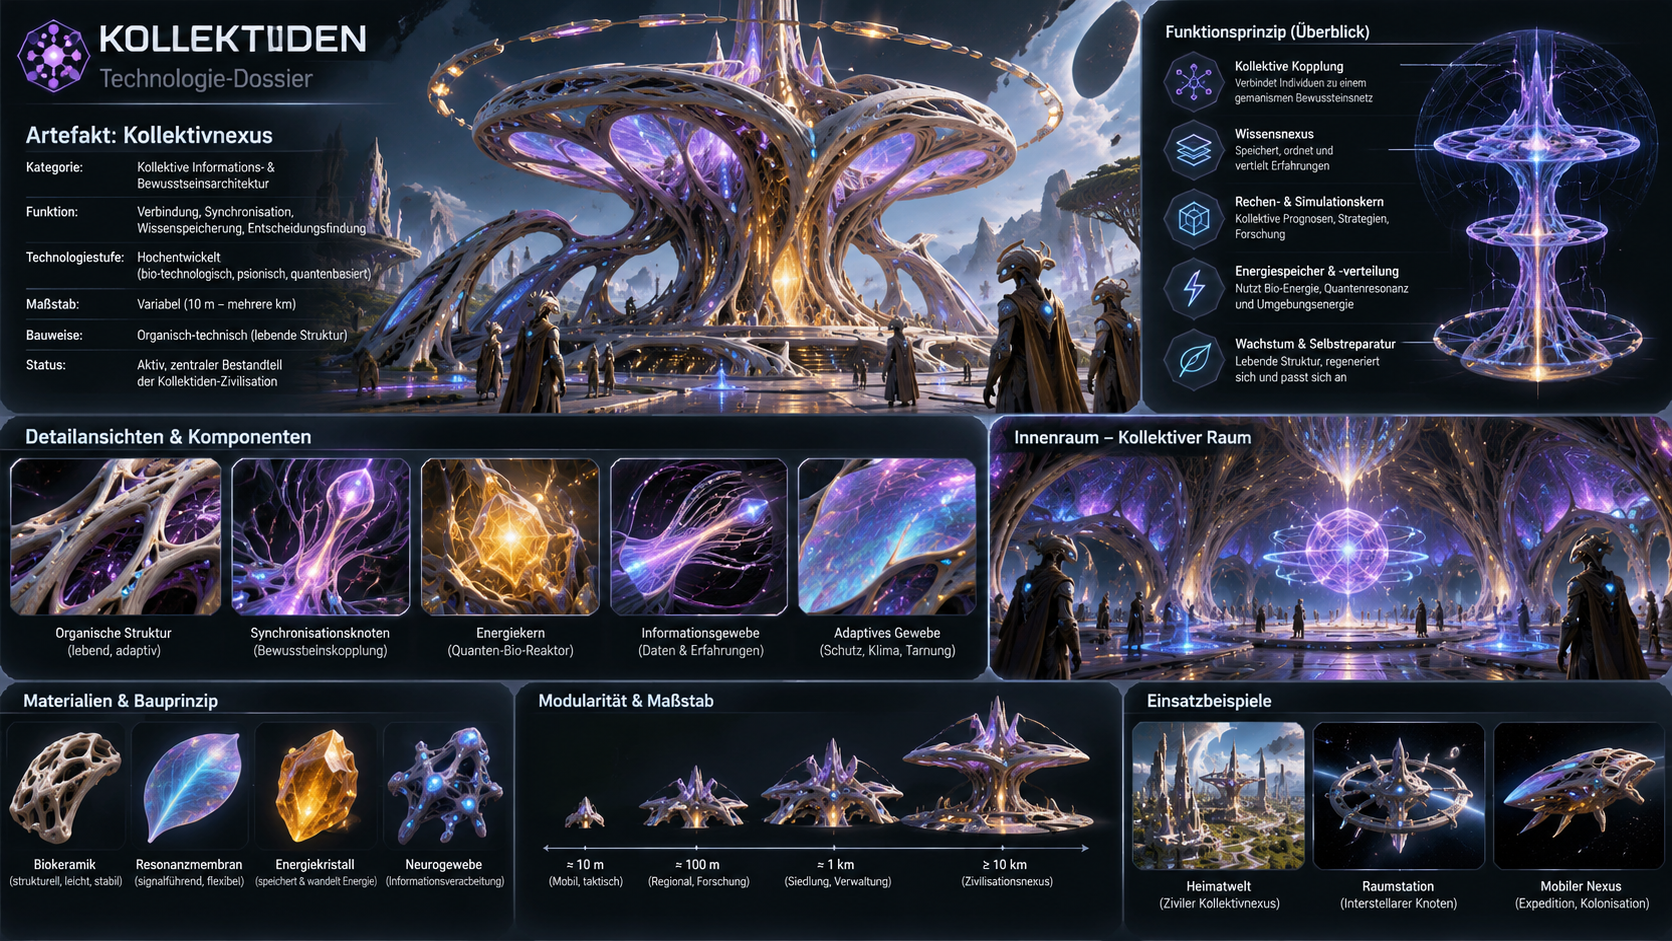 KOLLEKTIIDEN
Technologie-Dossier
Artefakt: Kollektivnexus
Kategorie:
Kollektive Informations- &
Bewusstseinsarchitektur
Funktion:
Verbindung, Synchronisation,
Wissenspeicherung, Entscheidungsfindung
Technologiestufe:
Hochentwickelt
(bio-technologisch, psionisch, quantenbasiert)
Maßstab:
Variabel (10 m – mehrere km)
Bauweise:
Organisch-technisch (lebende Struktur)
Status:
Aktiv, zentraler Bestandteil
der Kollektiden-Zivilisation
Funktionsprinzip (Überblick)
Kollektive Kopplung
Verbindet Individuen zu einem
gemanismen Bewussteinsnetz
Wissensnexus
Speichert, ordnet und
vertielt Erfahrungen
Rechen- & Simulationskern
Kollektive Prognosen, Strategien,
Forschung
Energiespeicher & -verteilung
Nutzt Bio-Energie, Quantenresonanz
und Umgebungsenergie
Wachstum & Selbstreparatur
Lebende Struktur, regeneriert
sich und passt sich an
Detailansichten & Komponenten
Organische Struktur
(lebend, adaptiv)
Synchronisationsknoten
(Bewusstbeinskopplung)
Energiekern
(Quanten-Bio-Reaktor)
Informationsgewebe
(Daten & Erfahrungen)
Adaptives Gewebe
(Schutz, Klima, Tarnung)
Innenraum – Kollektiver Raum
Materialien & Bauprinzip
Biokeramik
(strukturell, leicht, stabil)
Resonanzmembran
(signalführend, flexibel)
Energiekristall
(speichert & wandelt Energie)
Neurogewebe
(Informationsveracbeitung)
Modularität & Maßstab
≈ 10 m
(Mobil, taktisch)
≈ 100 m
(Regional, Forschung)
≈ 1 km
(Siedlung, Verwaltung)
≥ 10 km
(Zivilisationsnexus)
Einsatzbeispiele
Heimatwelt
(Ziviler Kollektivnexus)
Raumstation
(Interstellarer Knoten)
Mobiler Nexus
(Expedition, Kolonisation)